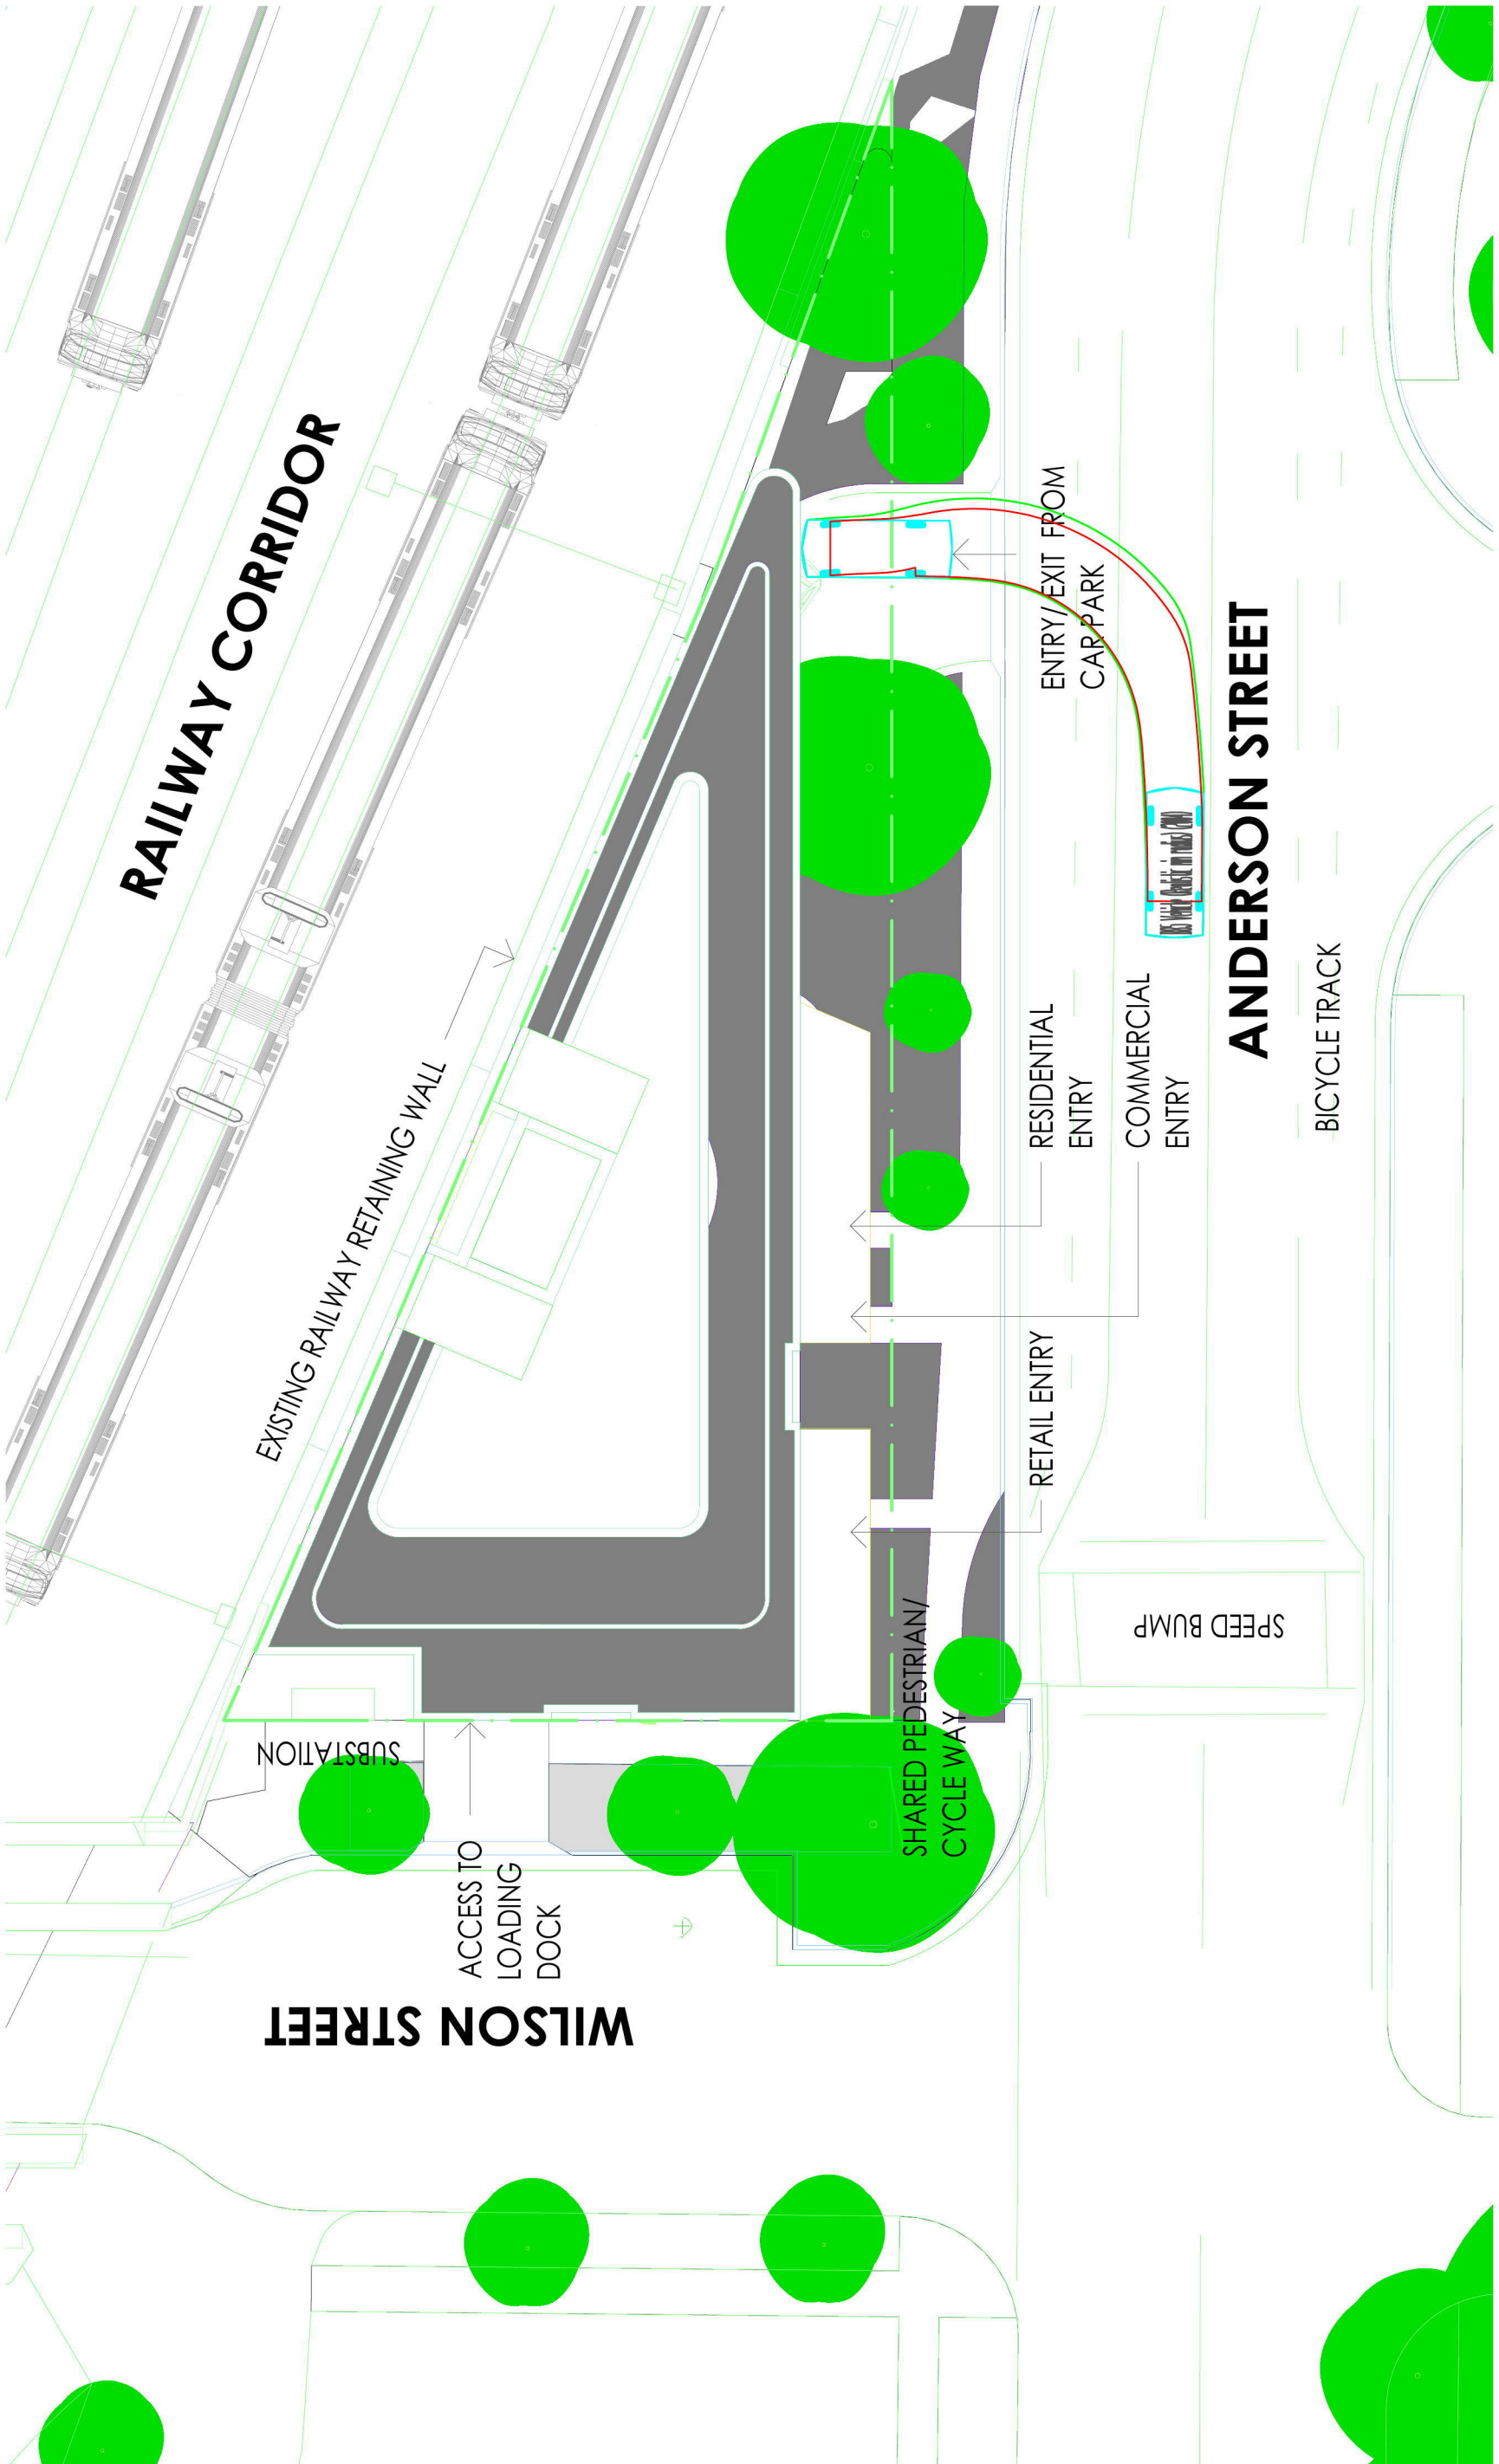 RAILWAY CORRIDOR
ENTRY/ EXIT FROM
CAR PARK
ANDERSON STREET
BICYCLE TRACK
EXISTING RAILWAY RETAINING WALL
RESIDENTIAL
ENTRY
COMMERCIAL
ENTRY
RETAIL ENTRY
SPEED BUMP
SHARED PEDESTRIAN/
CYCLE WAY
SUBSTATION
ACCESS TO
LOADING
DOCK
WILSON STREET